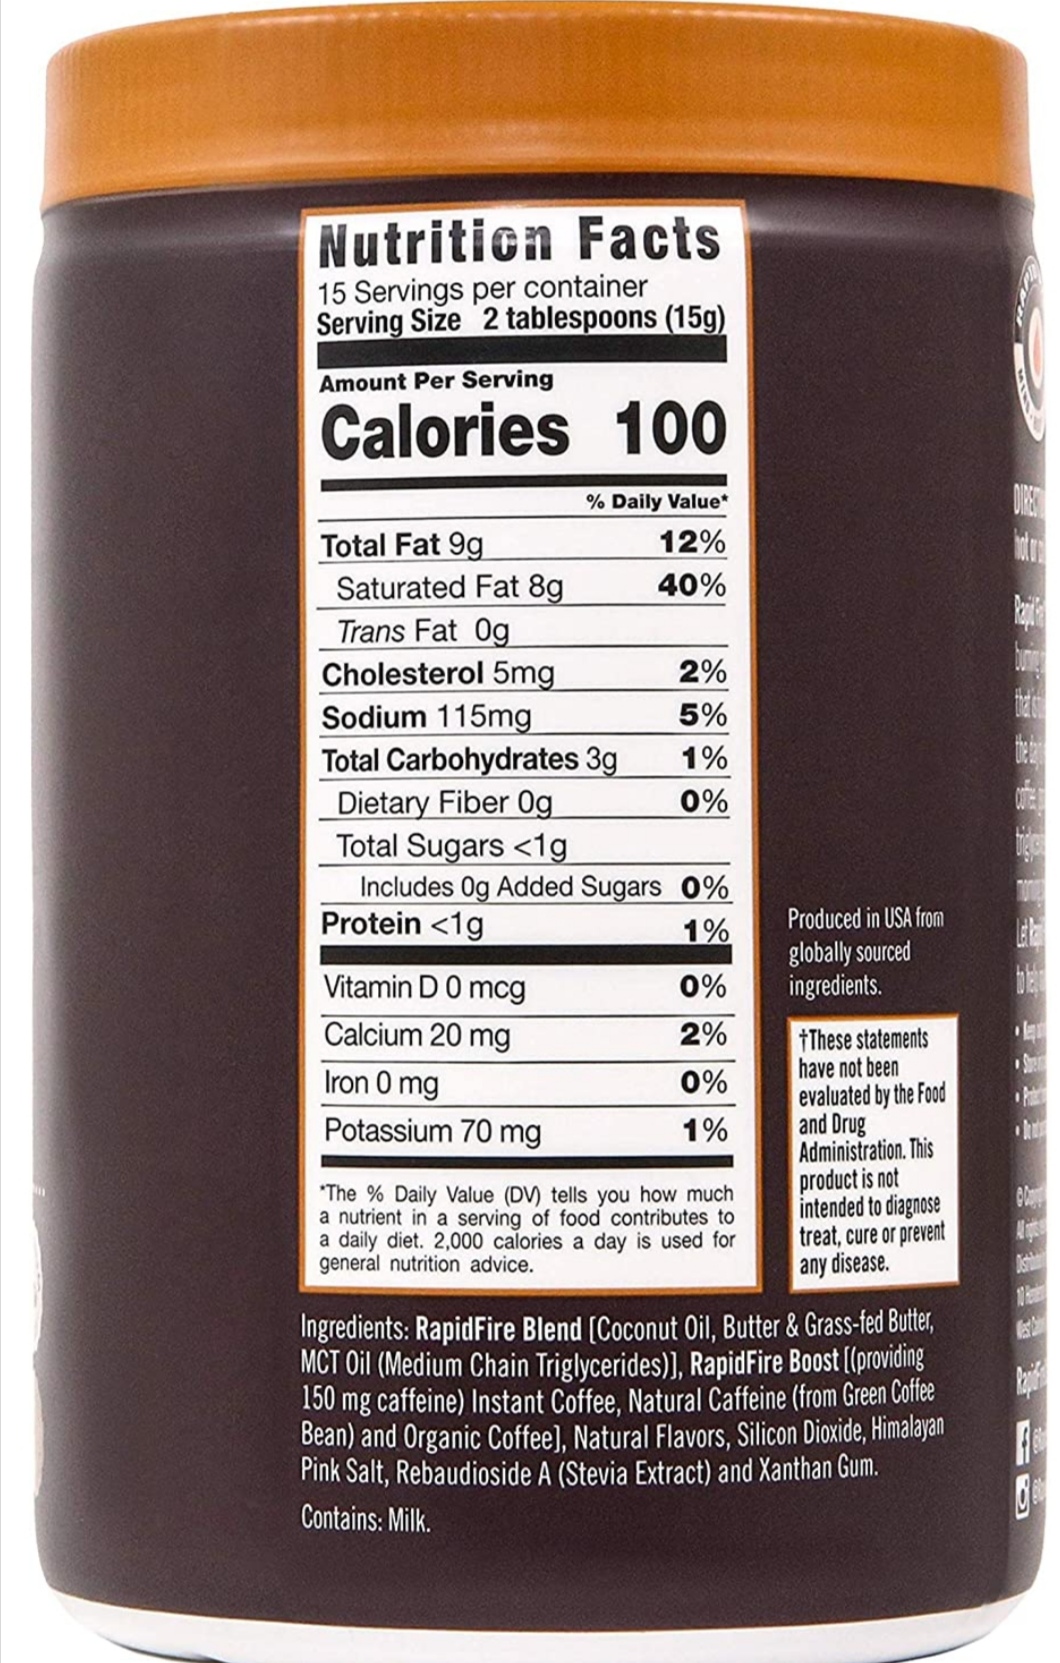 Nutrition Facts
15 Servings per container
Serving Size 2 tablespoons (15g)
Amount Per Serving
Calories 100
% Daily Value*
Total Fat 9g 12%
Saturated Fat 8g 40%
Trans Fat 0g
Cholesterol 5mg 2%
Sodium 115mg 5%
Total Carbohydrates 3g 1%
Dietary Fiber 0g 0%
Total Sugars <1g
Includes 0g Added Sugars 0%
Protein <1g 1%
Vitamin D 0 mcg 0%
Calcium 20 mg 2%
Iron 0 mg 0%
Potassium 70 mg 1%
*The % Daily Value (DV) tells you how much
a nutrient in a serving of food contributes to
a daily diet. 2,000 calories a day is used for
general nutrition advice.
Produced in USA from
globally sourced
ingredients.
†These statements
have not been
evaluated by the Food
and Drug
Administration. This
product is not
intended to diagnose
treat, cure or prevent
any disease.
Ingredients: RapidFire Blend [Coconut Oil, Butter & Grass-fed Butter,
MCT Oil (Medium Chain Triglycerides)], RapidFire Boost [(providing
150 mg caffeine) Instant Coffee, Natural Caffeine (from Green Coffee
Bean) and Organic Coffee], Natural Flavors, Silicon Dioxide, Himalayan
Pink Salt, Rebaudioside A (Stevia Extract) and Xanthan Gum.
Contains: Milk.